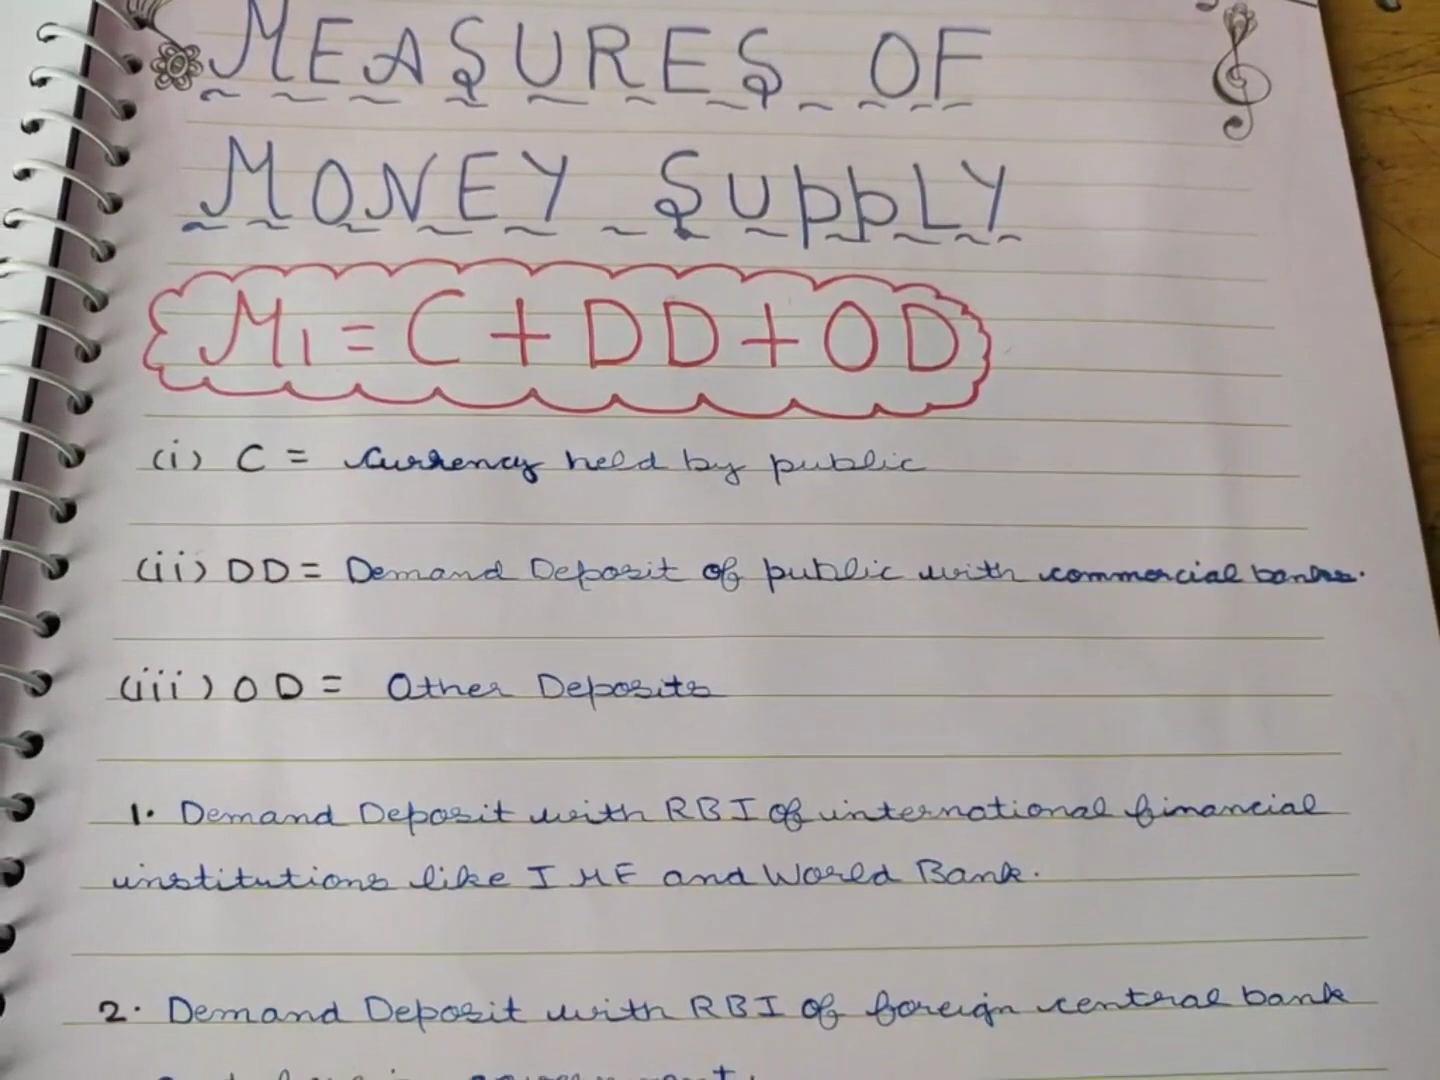 MEASURES OF
MONEY SUppLY
M1 = C + DD + OD
(i) C = Currency held by public
(ii) DD = Demand Deposit of public with commercial banks.
(iii) OD = Other Deposits
1. Demand Deposit with RBI of international financial
institutions like IMF and World Bank.
2. Demand Deposit with RBI of foreign central bank